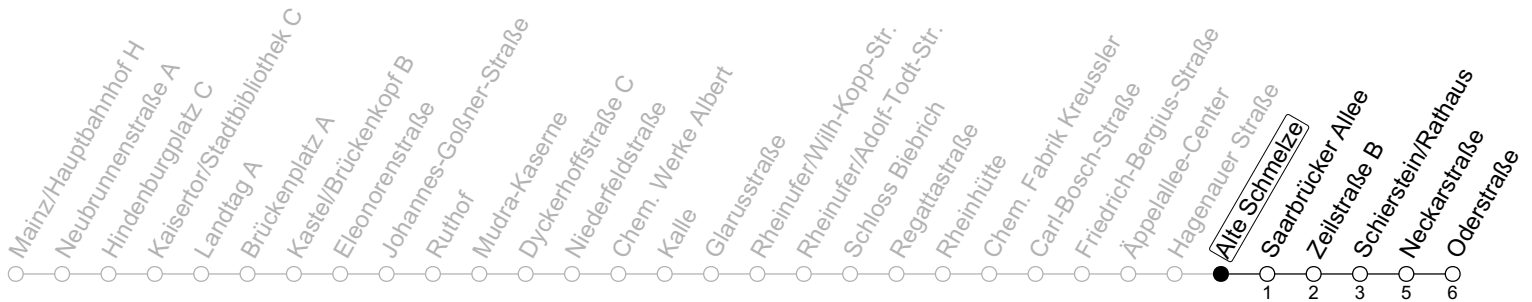 Mainz/Hauptbahnhof H
Neubrunnenstraße A
Hindenburgplatz C
Kaisertor/Stadtbibliothek C
Landtag A
Brückenplatz A
Kastel/Brückenkopf B
Eleonorenstraße
Johannes-Goßner-Straße
Ruthof
Mudra-Kaserne
Dyckerhoffstraße C
Niederfeldstraße
Chem. Werke Albert
Kalle
Glarusstraße
Rheinufer/Wilh-Kopp-Str.
Rheinufer/Adolf-Todt-Str.
Schloss Biebrich
Regattastraße
Rheinhütte
Chem. Fabrik Kreussler
Carl-Bosch-Straße
Friedrich-Bergius-Straße
Äppelallee-Center
Hagenauer Straße
Alte Schmelze
Saarbrücker Allee
Zeilstraße B
Schierstein/Rathaus
Neckarstraße
Oderstraße
1 2 3 5 6